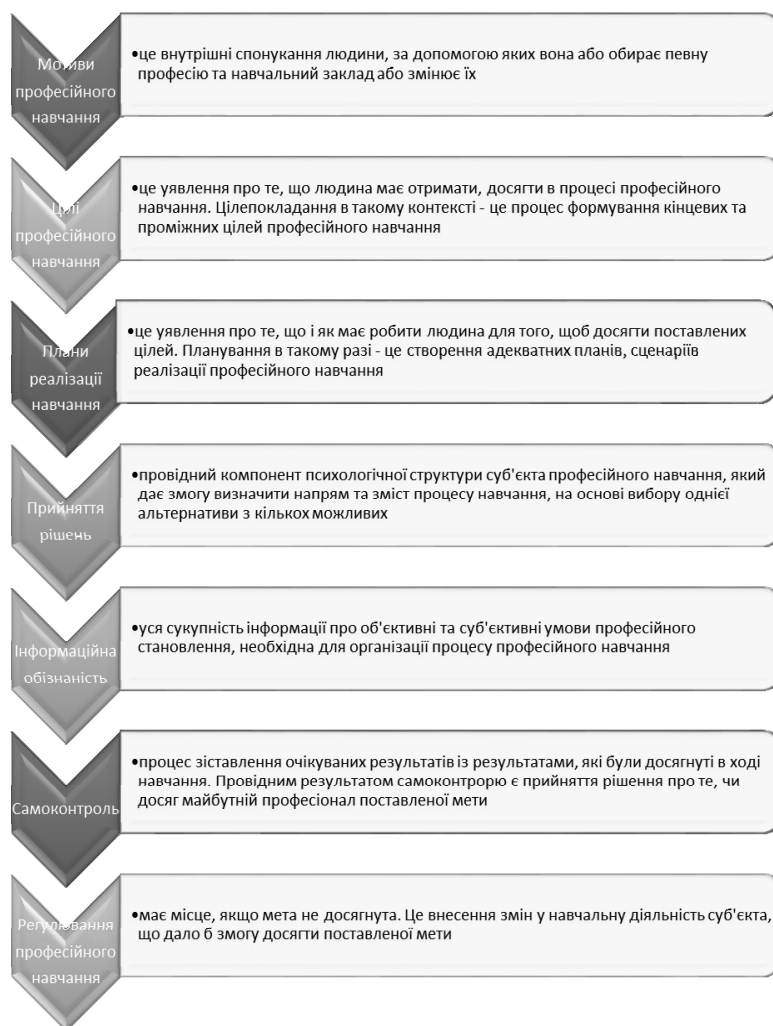 Мотиви
професійного
навчання
•це внутрішні спонукання людини, за допомогою яких вона або обирає певну
професію та навчальний заклад або змінює їх
Цілі
професійного
навчання
•це уявлення про те, що людина має отримати, досягти в процесі професійного
навчання. Цілепокладання в такому контексті - це процес формування кінцевих та
проміжних цілей професійного навчання
Плани
реалізації
навчання
•це уявлення про те, що і як має робити людина для того, щоб досягти поставлених
цілей. Планування в такому разі - це створення адекватних планів, сценаріїв
реалізації професійного навчання
Прийняття
рішень
•провідний компонент психологічної структури суб'єкта професійного навчання, який
дає змогу визначити напрям та зміст процесу навчання, на основі вибору однієї
альтернативи з кількох можливих
Інформаційна
обізнаність
•уся сукупність інформації про об'єктивні та суб'єктивні умови професійного
становлення, необхідна для організації процесу професійного навчання
Самоконтроль
•процес зіставлення очікуваних результатів із результатами, які були досягнуті в ході
навчання. Провідним результатом самоконторю є прийняття рішення про те, чи
досяг майбутній професіонал поставленої мети
Регулювання
професійного
навчання
•має місце, якщо мета не досягнута. Це внесення змін у навчальну діяльність суб'єкта,
що дало б змогу досягти поставленої мети